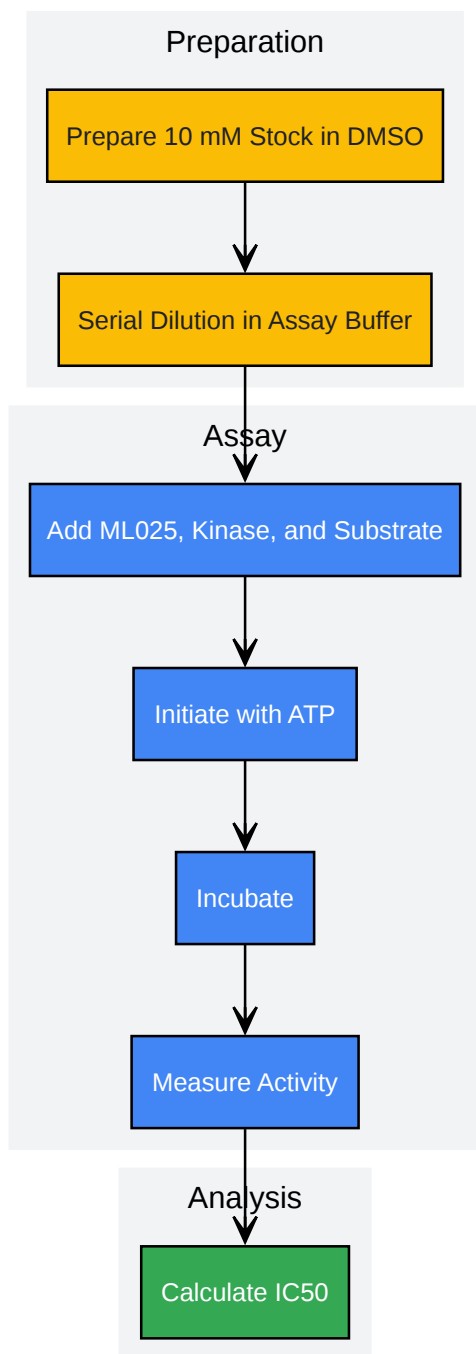 Preparation
Prepare 10 mM Stock in DMSO
Serial Dilution in Assay Buffer
Assay
Add ML025, Kinase, and Substrate
Initiate with ATP
Incubate
Measure Activity
Analysis
Calculate IC50